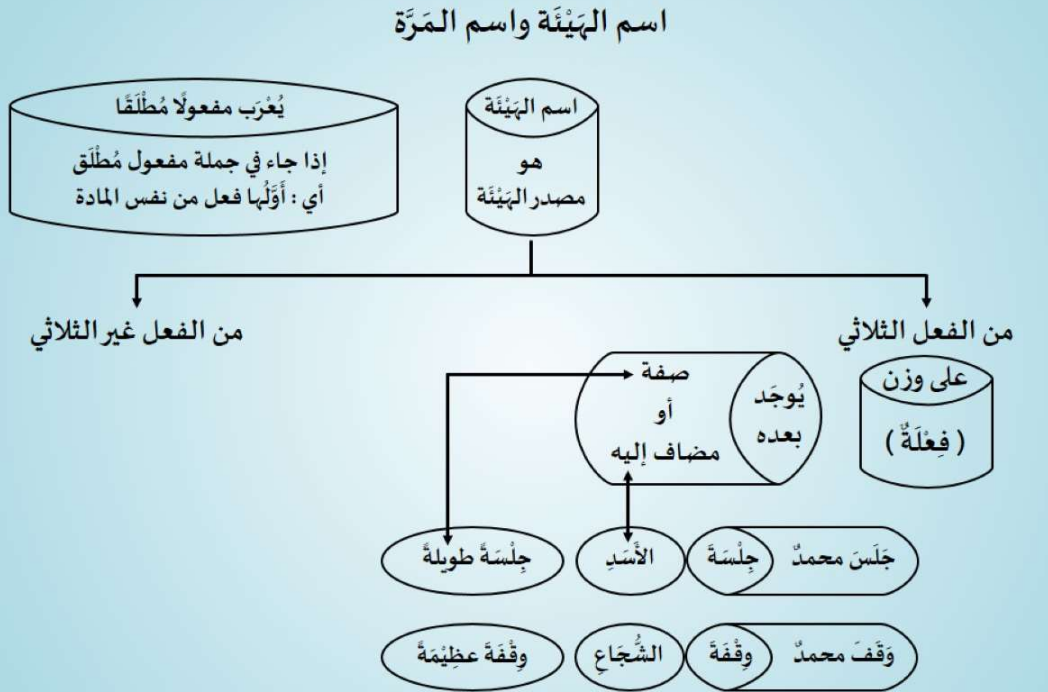 اسم الهَيْئَة واسم المَرَّة
اسم الهَيْئَة
هو
مصدر الهَيْئَة
يُعْرَب مفعولًا مُطْلَقًا
إذا جاء في جملة مفعول مُطْلَق
أي : أَوَّلُها فعل من نفس المادة
من الفعل الثلاثي
من الفعل غير الثلاثي
على وزن
( فِعْلَةٌ )
يُوجَد
بعده
صفة
أو
مضاف إليه
جَلَسَ محمدٌ جِلْسَةَ الأَسَدِ جِلْسَةً طويلةً
وَقَفَ محمدٌ وِقْفَةَ الشُّجَاعِ وِقْفَةً عظِيْمَةً